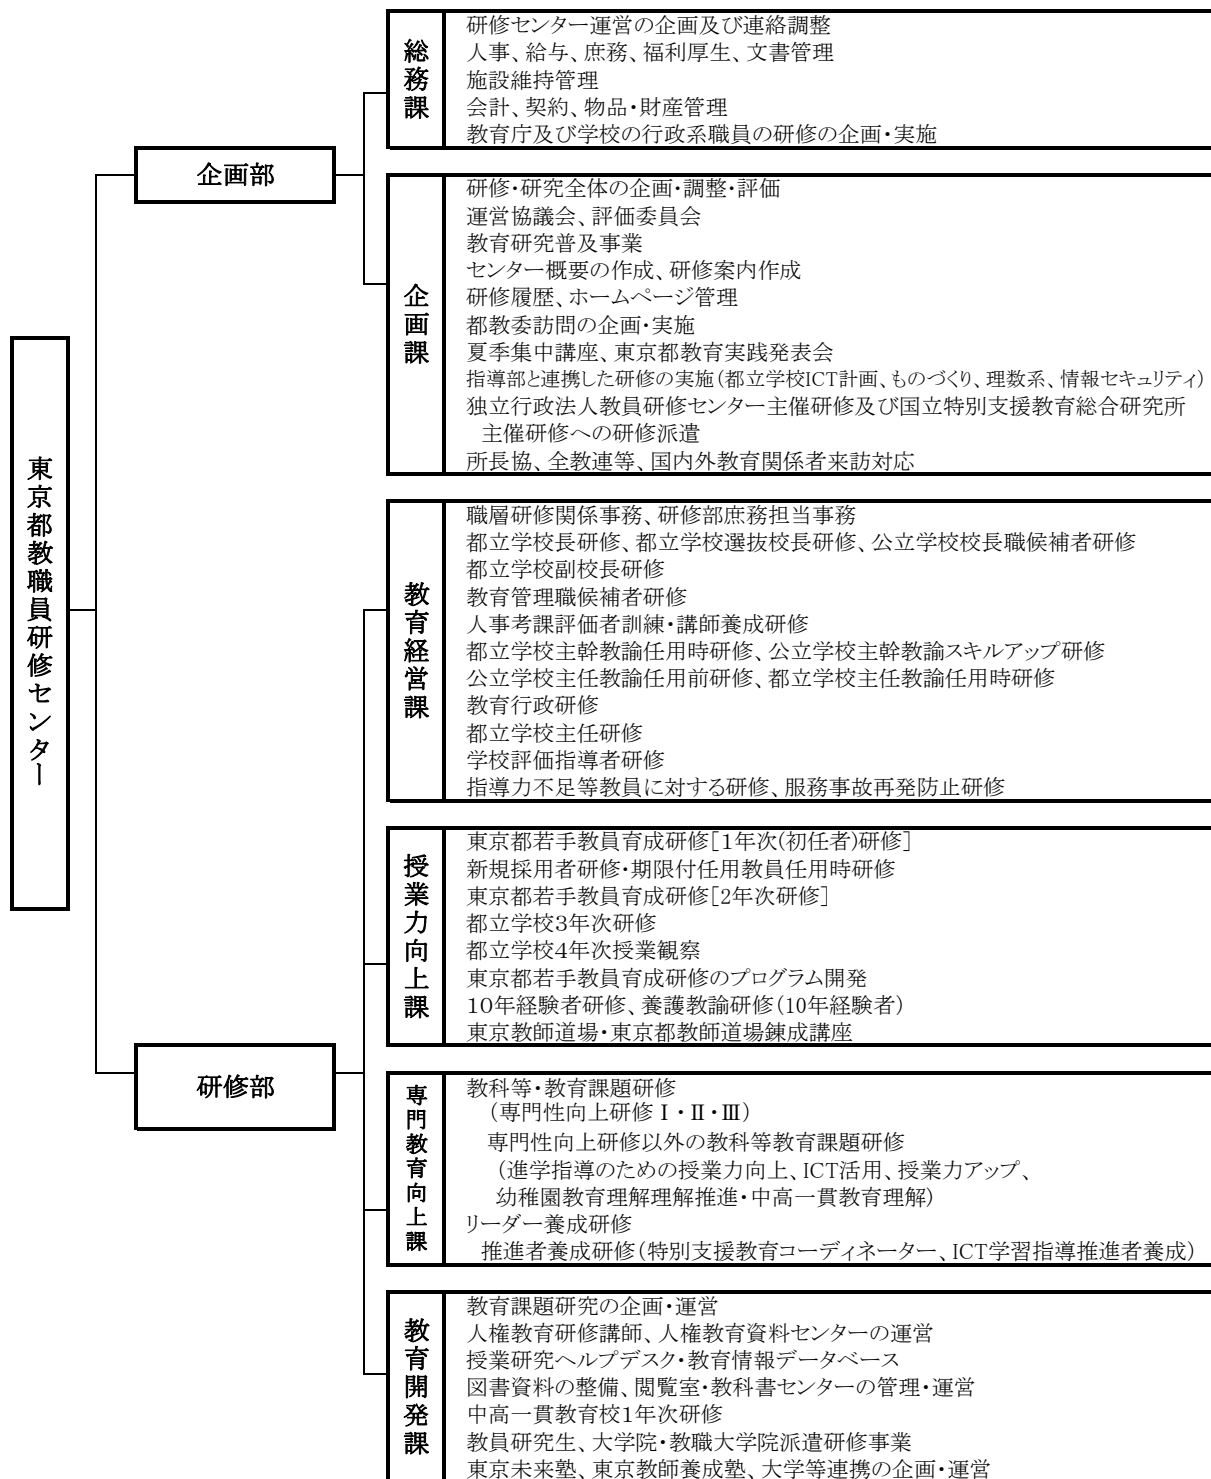 東京都教職員研修センター
企画部
総務課
研修センター運営の企画及び連絡調整
人事、給与、庶務、福利厚生、文書管理
施設維持管理
会計、契約、物品・財産管理
教育庁及び学校の行政系職員の研修の企画・実施
企画課
研修・研究全体の企画・調整・評価
運営協議会、評価委員会
教育研究普及事業
センター概要の作成、研修案内作成
研修履歴、ホームページ管理
都教委訪問の企画・実施
夏季集中講座、東京都教育実践発表会
指導部と連携した研修の実施（都立学校ICT計画、ものづくり、理数系、情報セキュリティ）
独立行政法人教員研修センター主催研修及び国立特別支援教育総合研究所
主催研修への研修派遣
所長協、全教連等、国内外教育関係者来訪対応
研修部
教育経営課
職層研修関係事務、研修部庶務担当事務
都立学校長研修、都立学校選抜校長研修、公立学校校長職候補者研修
都立学校副校長研修
教育管理職候補者研修
人事考課評価者訓練・講師養成研修
都立学校主幹教諭任用時研修、公立学校主幹教諭スキルアップ研修
公立学校主任教諭任用前研修、都立学校主任教諭任用時研修
教育行政研修
都立学校主任研修
学校評価指導者研修
指導力不足等教員に対する研修、服務事故再発防止研修
授業力向上課
東京都若手教員育成研修［１年次(初任者)研修］
新規採用者研修・期限付任用教員任用時研修
東京都若手教員育成研修［2年次研修］
都立学校３年次研修
都立学校４年次授業観察
東京都若手教員育成研修のプログラム開発
１０年経験者研修、養護教諭研修（10年経験者）
東京教師道場・東京都教師道場錬成講座
専門教育向上課
教科等・教育課題研修
（専門性向上研修Ⅰ・Ⅱ・Ⅲ）
専門性向上研修以外の教科等教育課題研修
（進学指導のための授業力向上、ICT活用、授業力アップ、
幼稚園教育理解理解推進・中高一貫教育理解）
リーダー養成研修
推進者養成研修（特別支援教育コーディネーター、ICT学習指導推進者養成）
教育開発課
教育課題研究の企画・運営
人権教育研修講師、人権教育資料センターの運営
授業研究ヘルプデスク・教育情報データベース
図書資料の整備、閲覧室・教科書センターの管理・運営
中高一貫教育校１年次研修
教員研究生、大学院・教職大学院派遣研修事業
東京未来塾、東京教師養成塾、大学等連携の企画・運営